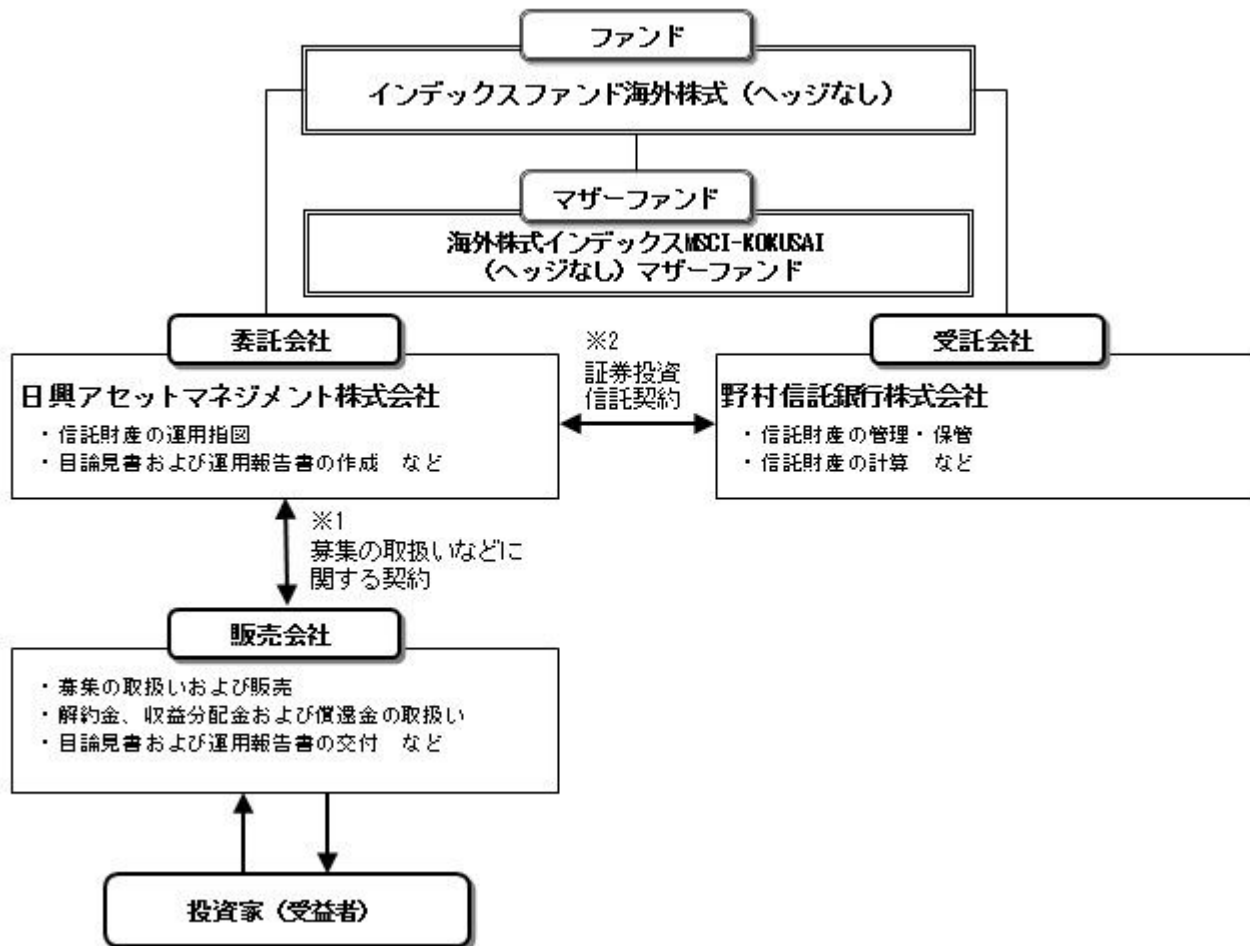 ファンド
インデックスファンド海外株式（ヘッジなし）
マザーファンド
海外株式インデックスMSCI-KOKUSAI
（ヘッジなし）マザーファンド
委託会社
日興アセットマネジメント株式会社
・信託財産の運用指図
・目論見書および運用報告書の作成　など
※2
証券投資
信託契約
受託会社
野村信託銀行株式会社
・信託財産の管理・保管
・信託財産の計算　など
※1
募集の取扱いなどに
関する契約
販売会社
・募集の取扱いおよび販売
・解約金、収益分配金および償還金の取扱い
・目論見書および運用報告書の交付　など
投資家（受益者）